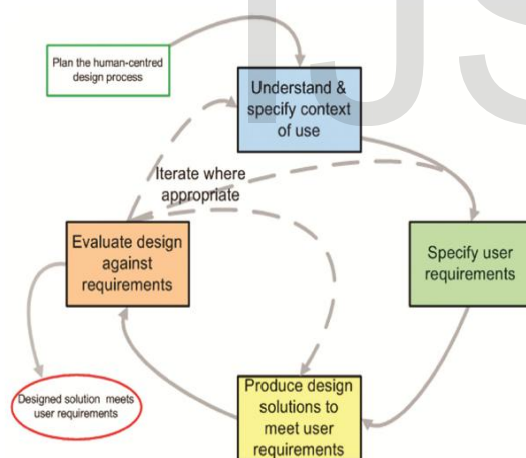 Plan the human-centred
design process
Understand &
specify context
of use
Iterate where
appropriate
Evaluate design
against
requirements
Specify user
requirements
Designed solution meets
user requirements
Produce design
solutions to
meet user
requirements